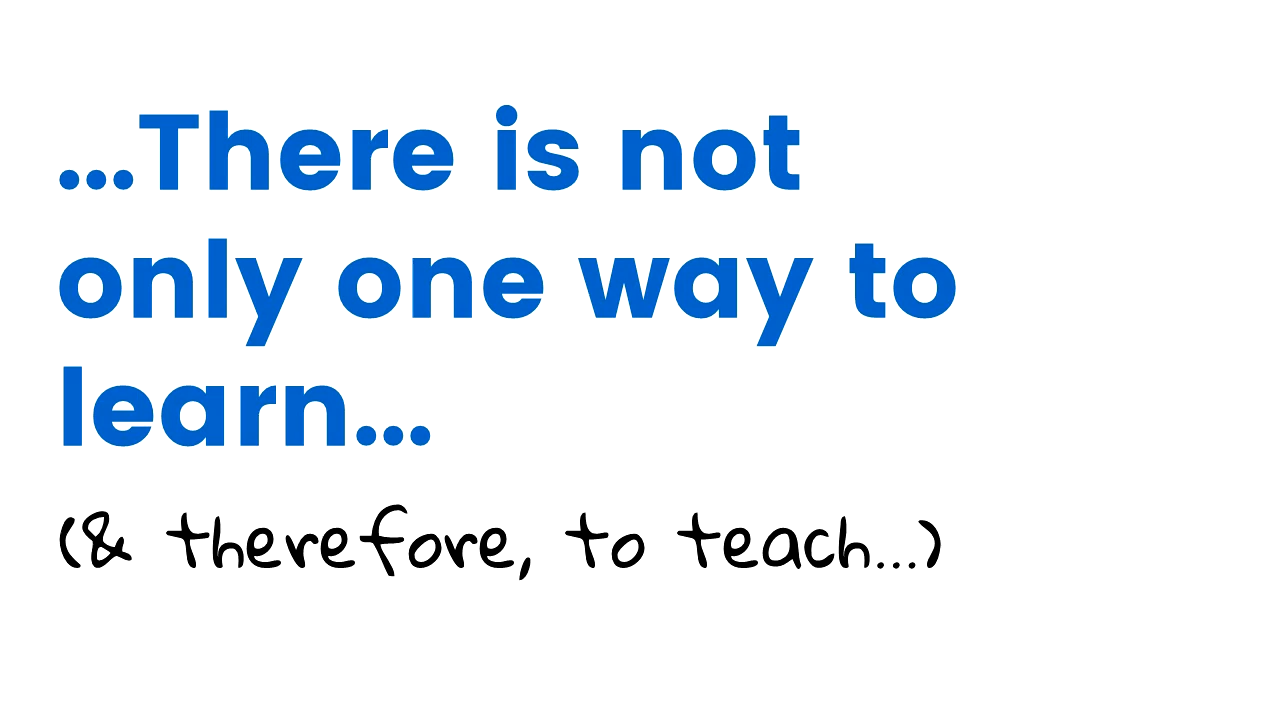 ...There is not
only one way to
learn...
(& therefore, to teach...)